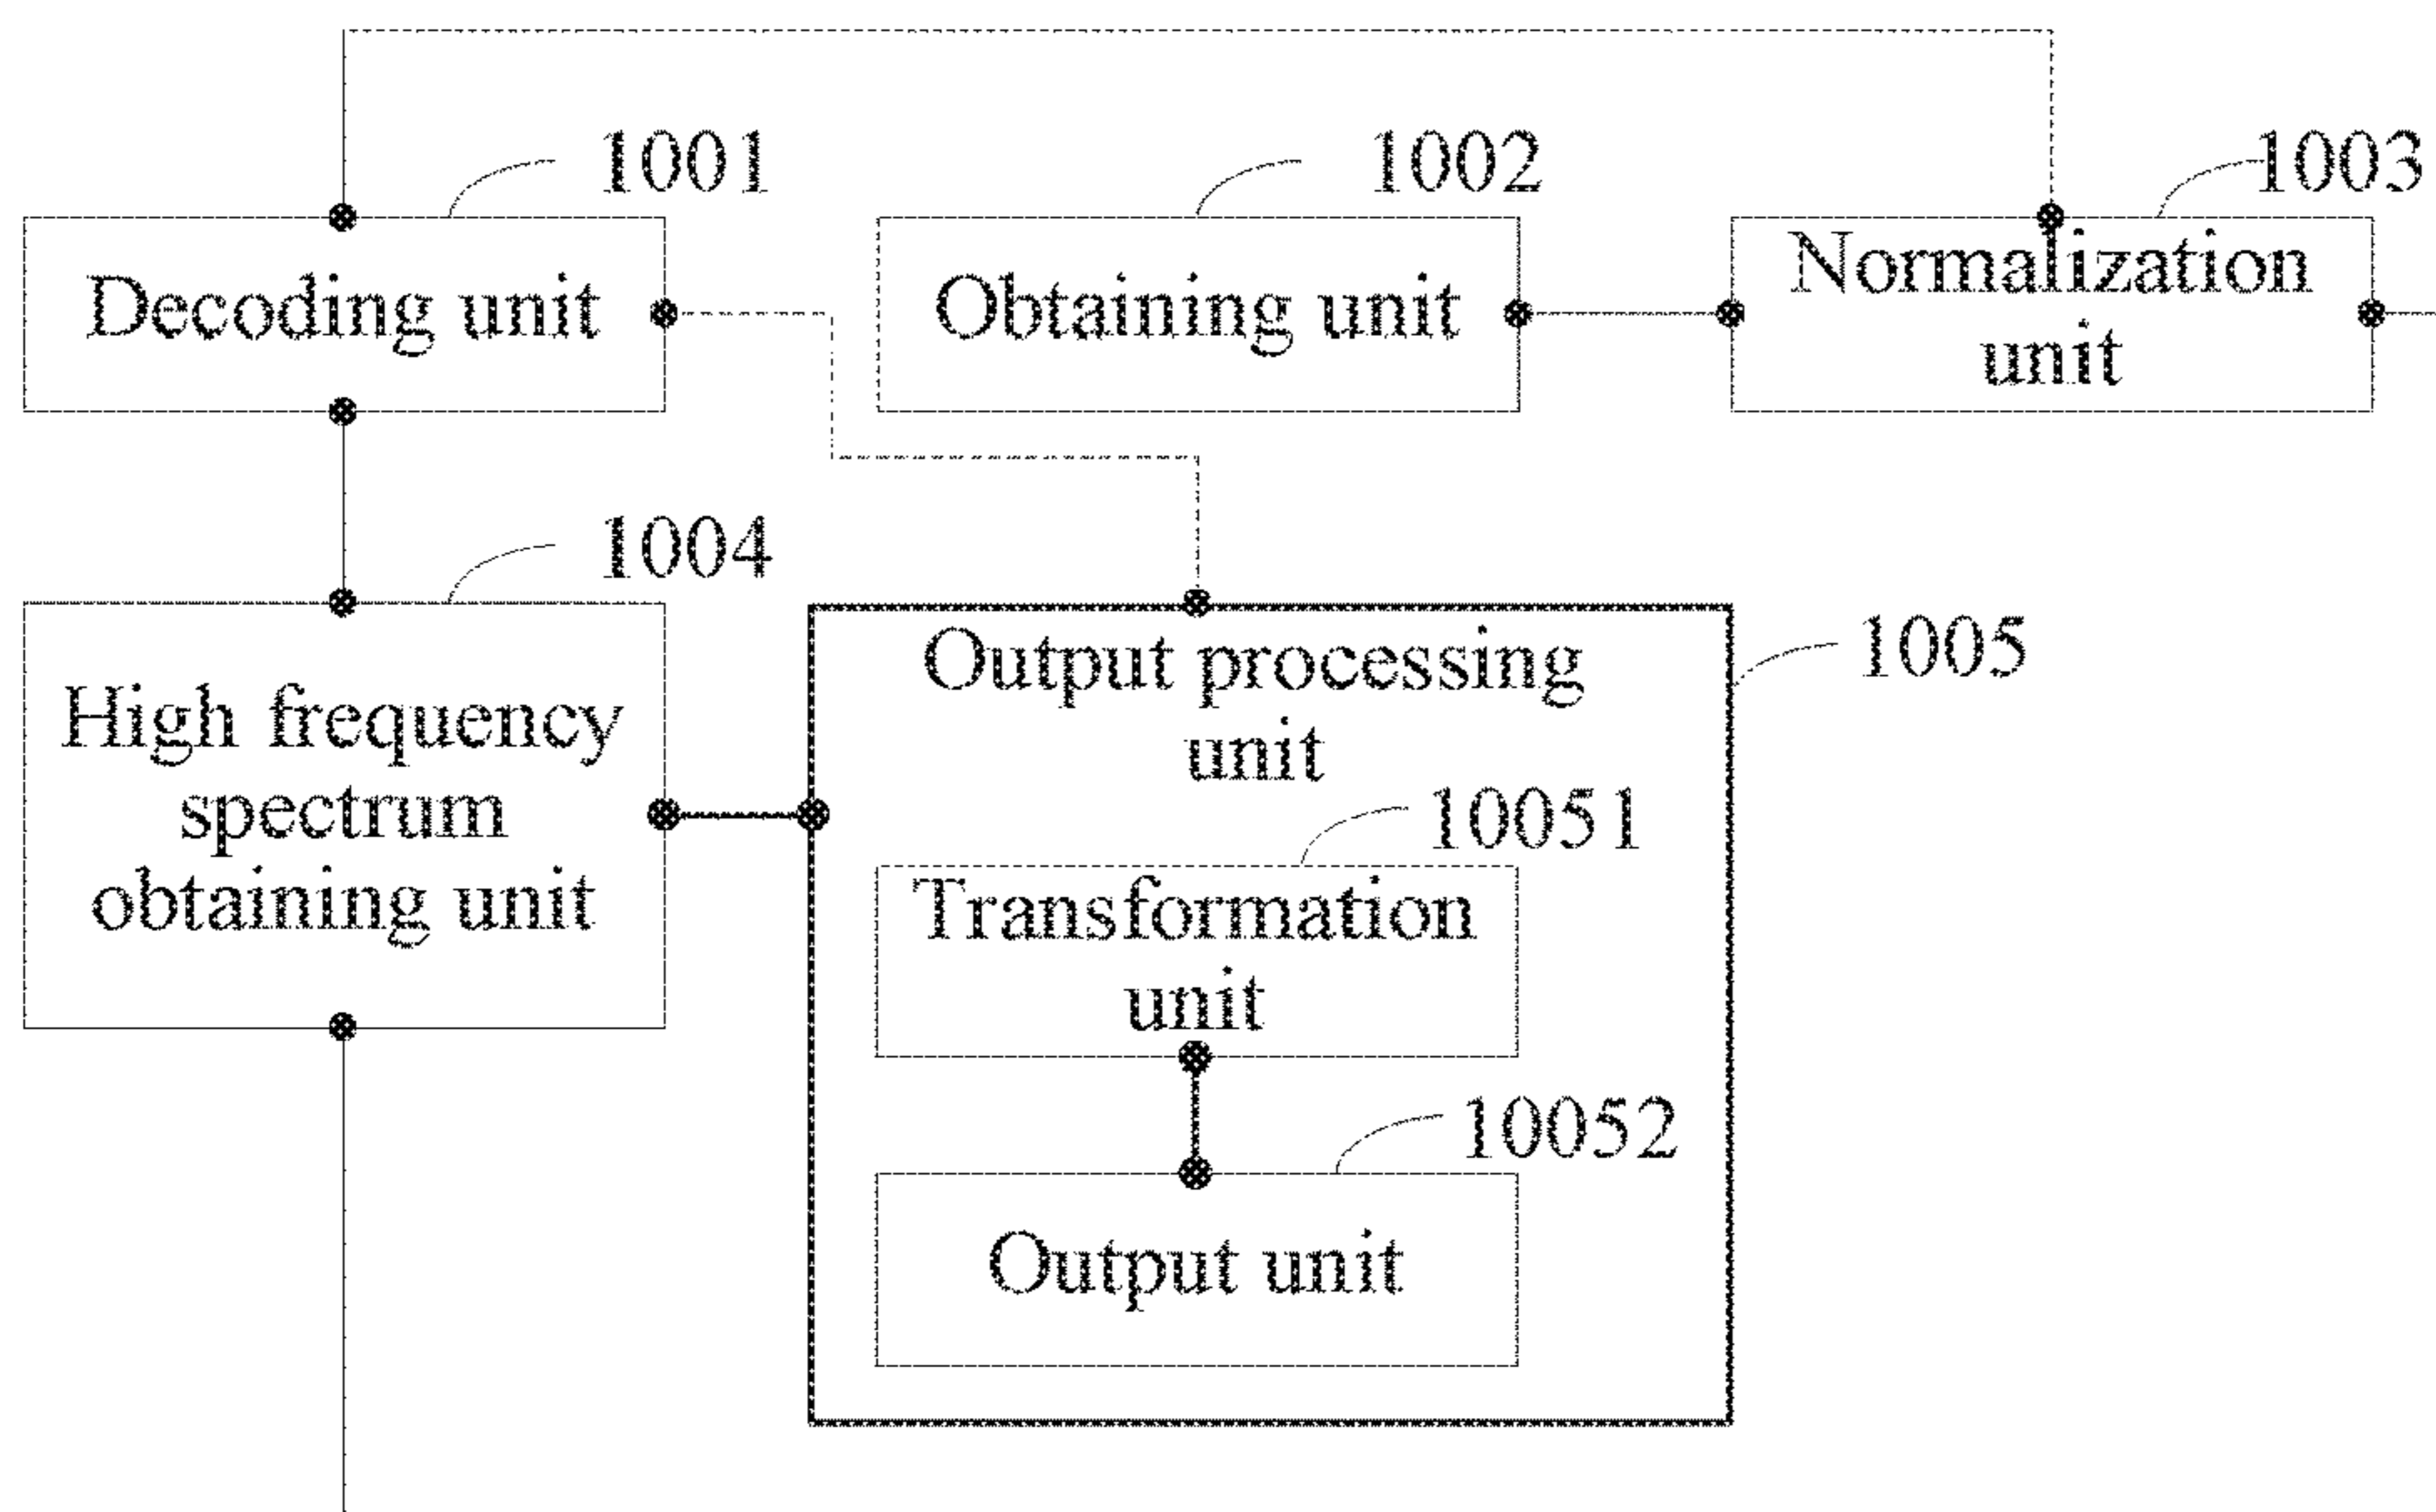 1001
1002
1003
Decoding unit
Obtaining unit
Normalization
unit
1004
1005
High frequency
spectrum
obtaining unit
Output processing
unit
10051
Transformation
unit
10052
Output unit